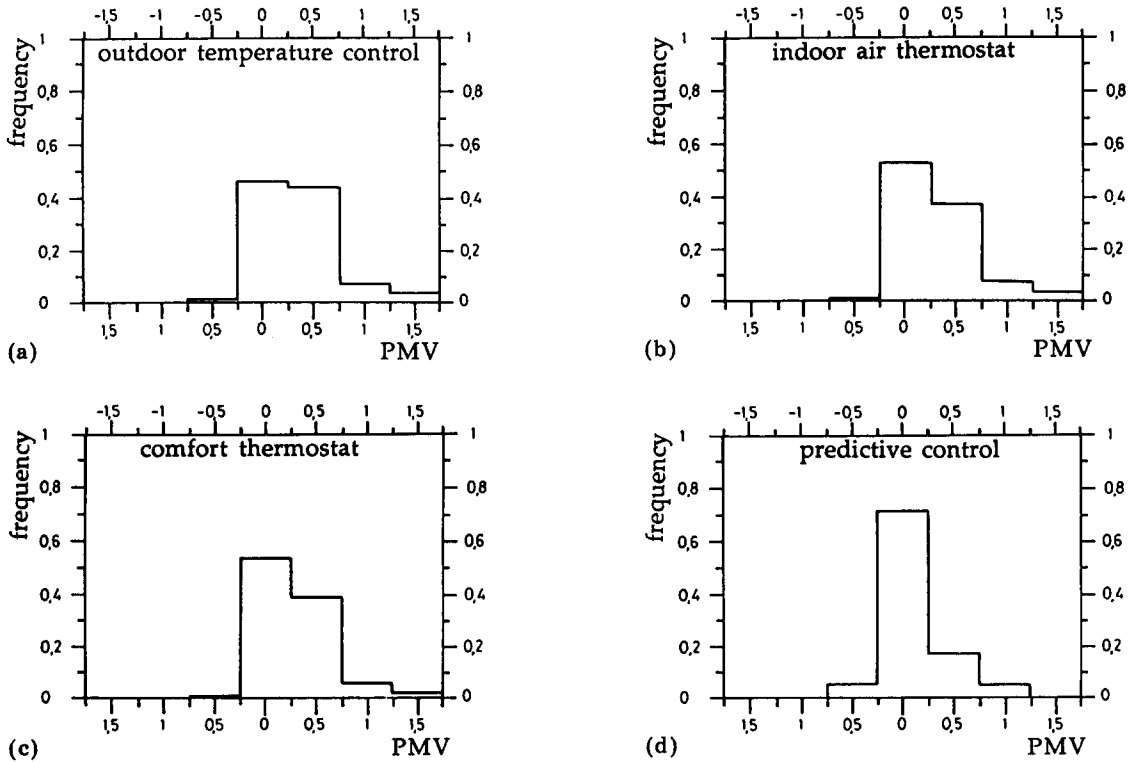 -1,5 -1 -0,5 0 0,5 1 1,5
1 outdoor temperature control 1
frequency
0,8 0,8
0,6 0,6
0,4 0,4
0,2 0,2
0 0
1,5 1 0,5 0 0,5 1 1,5
(a) PMV
-1,5 -1 -0,5 0 0,5 1 1,5
1 indoor air thermostat 1
frequency
0,8 0,8
0,6 0,6
0,4 0,4
0,2 0,2
0 0
1,5 1 0,5 0 0,5 1 1,5
(b) PMV
-1,5 -1 -0,5 0 0,5 1 1,5
1 comfort thermostat 1
frequency
0,8 0,8
0,6 0,6
0,4 0,4
0,2 0,2
0 0
1,5 1 0,5 0 0,5 1 1,5
(c) PMV
-1,5 -1 -0,5 0 0,5 1 1,5
1 predictive control 1
frequency
0,8 0,8
0,6 0,6
0,4 0,4
0,2 0,2
0 0
1,5 1 0,5 0 0,5 1 1,5
(d) PMV